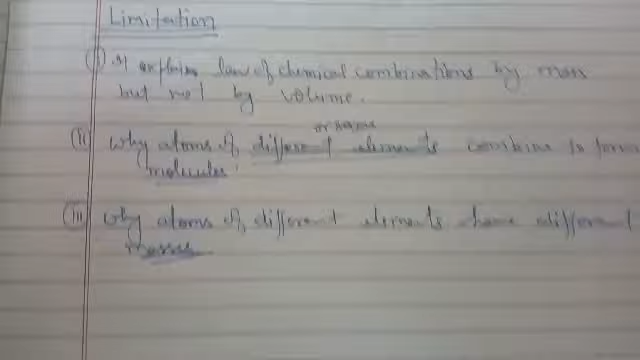 Limitation
(i) It explains law of chemical combinations by mass
but not by volume.
or same
(ii) why atoms of different elements combine to form
molecules
(iii) why atoms of different elements have different
masses